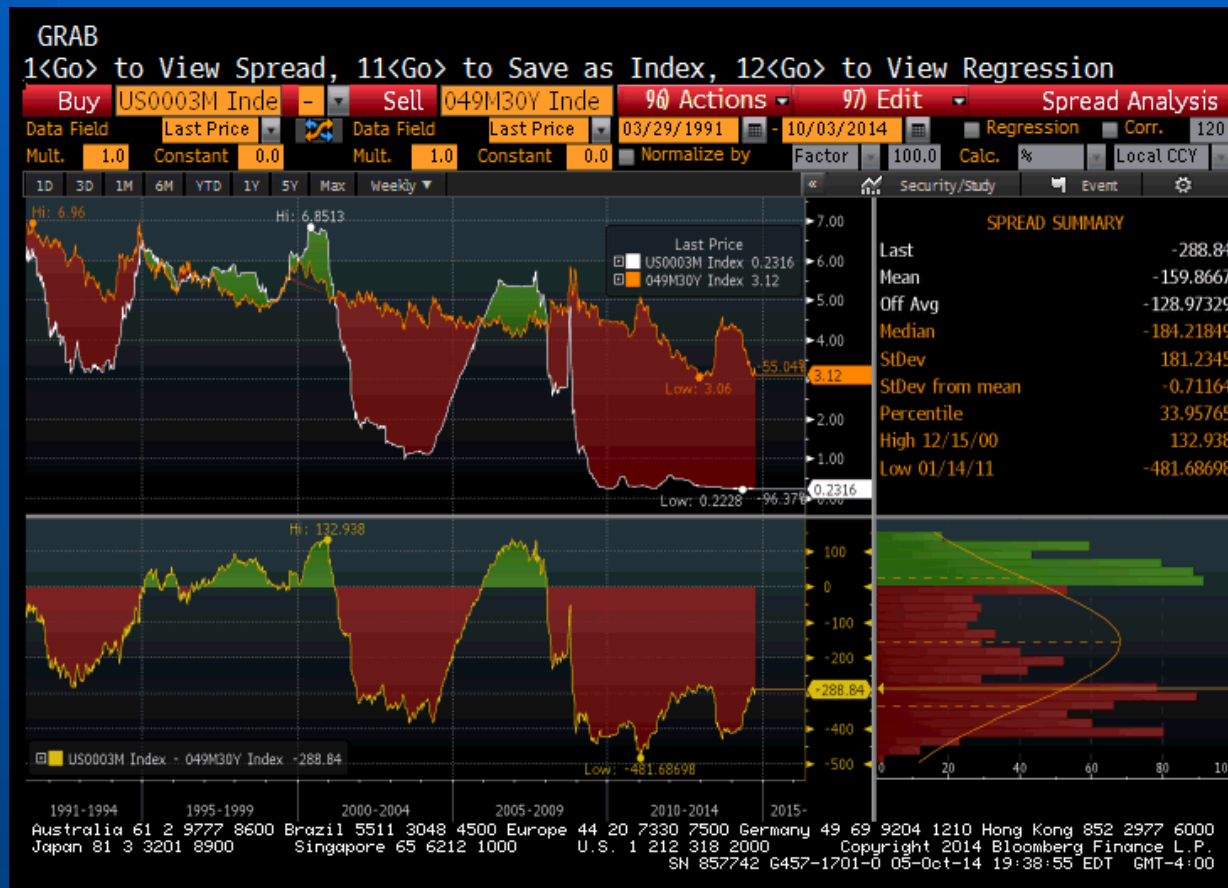 GRAB
1<Go> to View Spread, 11<Go> to Save as Index, 12<Go> to View Regression
Buy US0003M Inde - Sell 049M30Y Inde 96) Actions 97) Edit Spread Analysis
Data Field Last Price Data Field Last Price 03/29/1991 - 10/03/2014 Regression Corr. 120
Mult. 1.0 Constant 0.0 Mult. 1.0 Constant 0.0 Normalize by Factor 100.0 Calc. % Local CCY
1D 3D 1M 6M YTD 1Y 5Y Max Weekly ▼ « Security/Study Event
Hi: 6.96
Hi: 6.8513
Last Price
US0003M Index 0.2316
049M30Y Index 3.12
7.00
6.00
5.00
4.00
-55.04%
3.12
Low: 3.06
2.00
1.00
0.2316
Low: 0.2228 -96.37%
0.00
SPREAD SUMMARY
Last -288.84
Mean -159.8667
Off Avg -128.97329
Median -184.21849
StDev 181.2345
StDev from mean -0.71164
Percentile 33.95765
High 12/15/00 132.938
Low 01/14/11 -481.68698
Hi: 132.938
100
0
-100
-200
-288.84
-400
-500
US0003M Index - 049M30Y Index -288.84
Low: -481.68698
0 20 40 60 80 10
1991-1994 1995-1999 2000-2004 2005-2009 2010-2014 2015-
Australia 61 2 9777 8600 Brazil 5511 3048 4500 Europe 44 20 7330 7500 Germany 49 69 9204 1210 Hong Kong 852 2977 6000
Japan 81 3 3201 8900 Singapore 65 6212 1000 U.S. 1 212 318 2000 Copyright 2014 Bloomberg Finance L.P.
SN 857742 G457-1701-0 05-Oct-14 19:38:55 EDT GMT-4:00